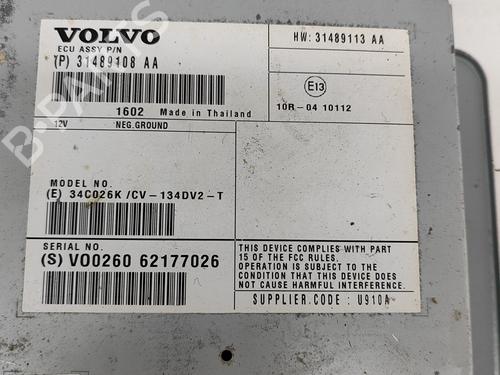 VOLVO
ECU ASSY P/N
(P) 31489108 AA
1602 Made in Thailand
12V NEG.GROUND
MODEL NO.
(E) 34C026K /CV-134DV2-T
SERIAL NO.
(S) VO0260 62177026
HW: 31489113 AA
E13
10R-04 10112
THIS DEVICE COMPLIES WITH PART
15 OF THE FCC RULES.
OPERATION IS SUBJECT TO THE
CONDITION THAT THIS DEVICE DOES
NOT CAUSE HARMFUL INTERFERENCE.
SUPPLIER.CODE: U910A
B-PARTS